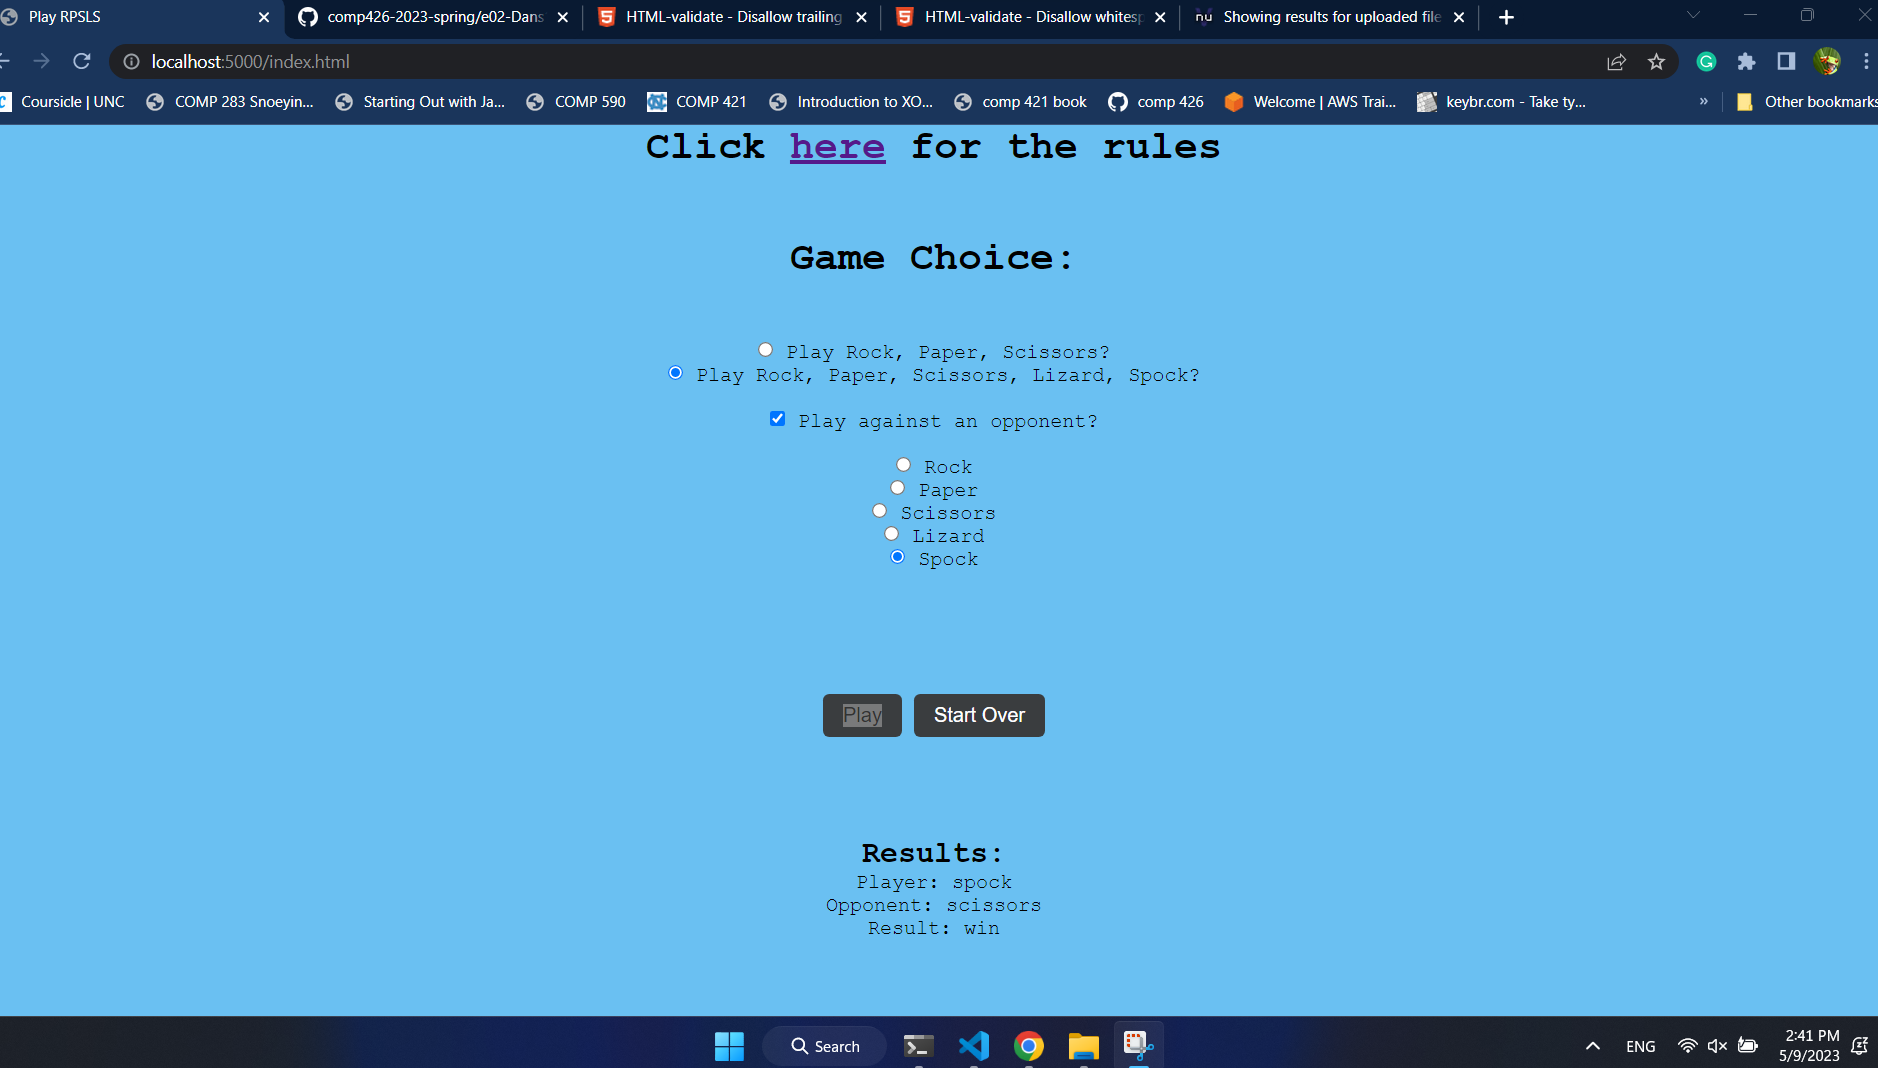 Play RPSLS
comp426-2023-spring/e02-Dans
HTML-validate - Disallow trailing
HTML-validate - Disallow whitesp
nu Showing results for uploaded file
localhost:5000/index.html
Coursicle | UNC
COMP 283 Snoeyin...
Starting Out with Ja...
COMP 590
COMP 421
Introduction to XO...
comp 421 book
comp 426
Welcome | AWS Trai...
keybr.com - Take ty...
»
Other bookmarks
Click here for the rules
Game Choice:
Play Rock, Paper, Scissors?
Play Rock, Paper, Scissors, Lizard, Spock?
Play against an opponent?
Rock
Paper
Scissors
Lizard
Spock
Play
Start Over
Results:
Player: spock
Opponent: scissors
Result: win
Search
ENG
2:41 PM
5/9/2023